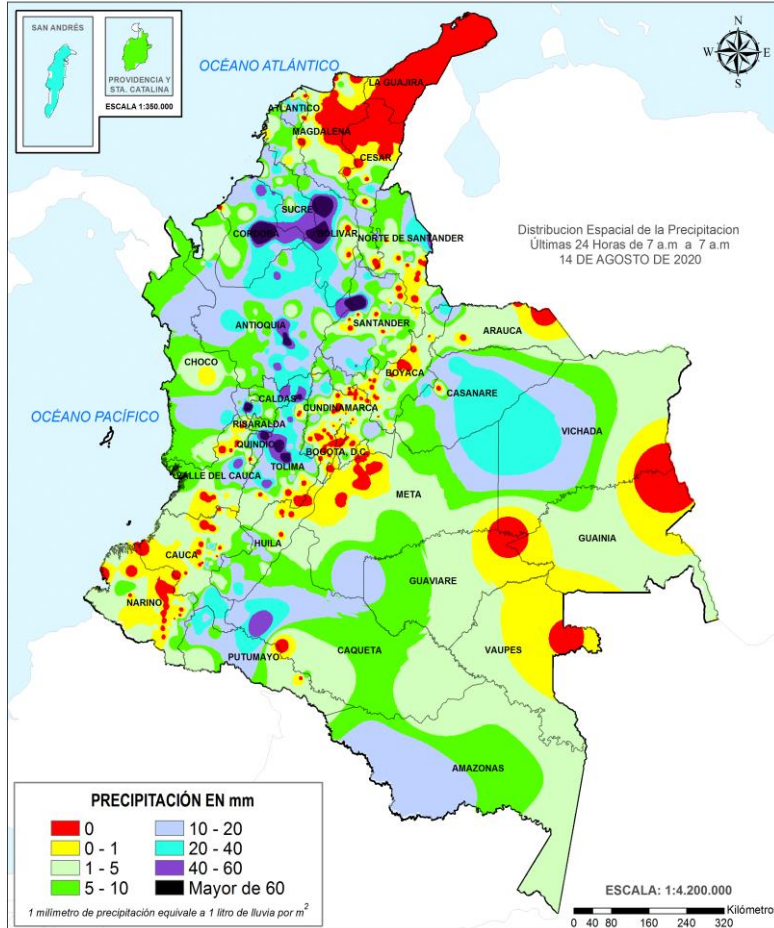 SAN ANDRÉS
PROVIDENCIA Y
STA. CATALINA
ESCALA 1:350.000
OCÉANO ATLÁNTICO
N
W
E
S
LA GUAJIRA
ATLANTICO
MAGDALENA
CESAR
SUCRE
CORDOBA
BOLIVAR
NORTE DE SANTANDER
Distribucion Espacial de la Precipitacion
Últimas 24 Horas de 7 a.m a 7 a.m
14 DE AGOSTO DE 2020
ANTIOQUIA
SANTANDER
ARAUCA
CHOCO
BOYACA
CASANARE
OCÉANO PACÍFICO
CALDAS
CUNDINAMARCA
VICHADA
RISARALDA
QUINDIO
BOGOTA, D.C.
TOLIMA
VALLE DEL CAUCA
META
GUAINIA
CAUCA
HUILA
GUAVIARE
NARIÑO
CAQUETA
VAUPES
PUTUMAYO
AMAZONAS
PRECIPITACIÓN EN mm
0
10 - 20
0 - 1
20 - 40
1 - 5
40 - 60
5 - 10
Mayor de 60
1 milímetro de precipitación equivale a 1 litro de lluvia por m²
ESCALA: 1:4.200.000
Kilómetro
0 40 80 160 240 320